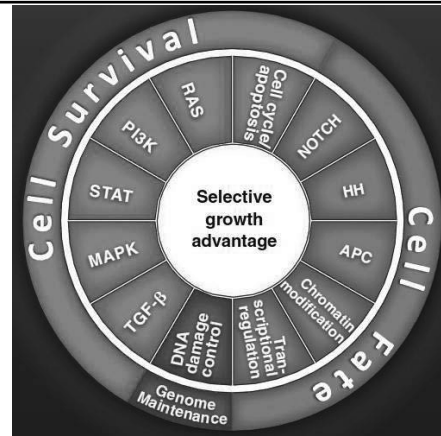 Cell Survival
Cell Fate
Genome
Maintenance
Cell cycle/
apoptosis
NOTCH
HH
APC
Chromatin
modification
Tran-
scriptional
regulation
DNA
damage
control
TGF-β
MAPK
STAT
PI3K
RAS
Selective
growth
advantage